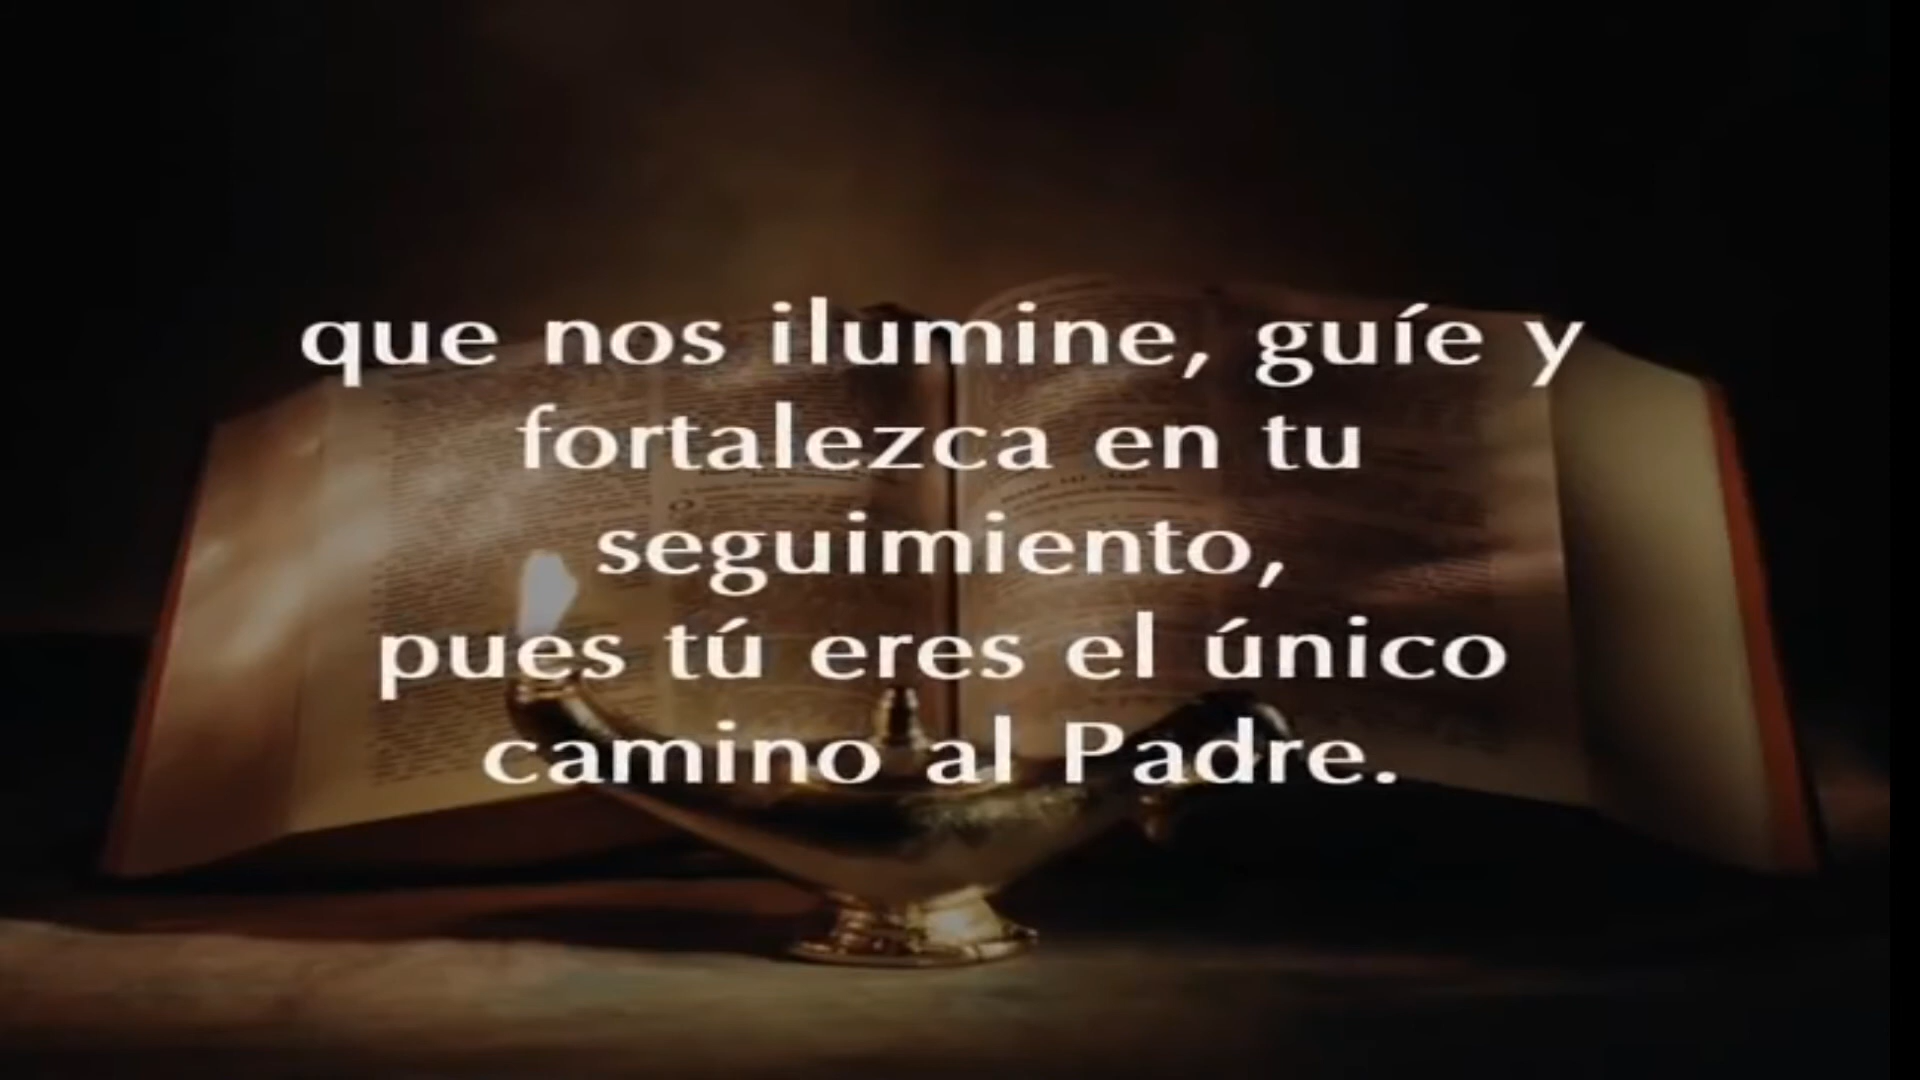 que nos ilumine, guíe y
fortalezca en tu
seguimiento,
pues tú eres el único
camino al Padre.